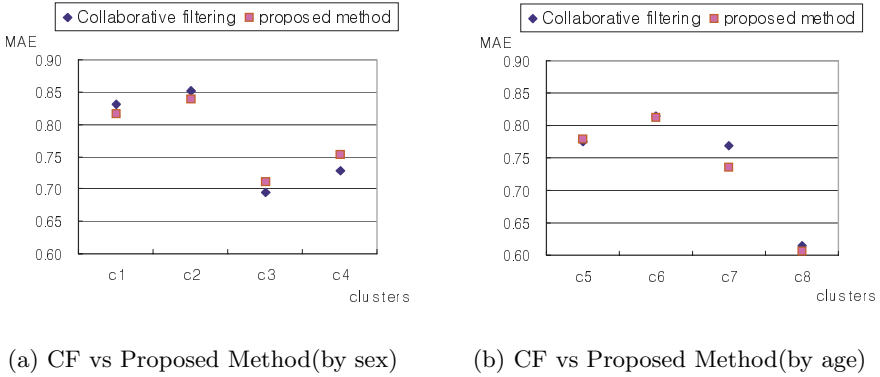 Collaborative filtering proposed method
MAE
0.90
0.85
0.80
0.75
0.70
0.65
0.60
c1 c2 c3 c4
clusters
(a) CF vs Proposed Method(by sex)
Collaborative filtering proposed method
MAE
0.90
0.85
0.80
0.75
0.70
0.65
0.60
c5 c6 c7 c8
clusters
(b) CF vs Proposed Method(by age)